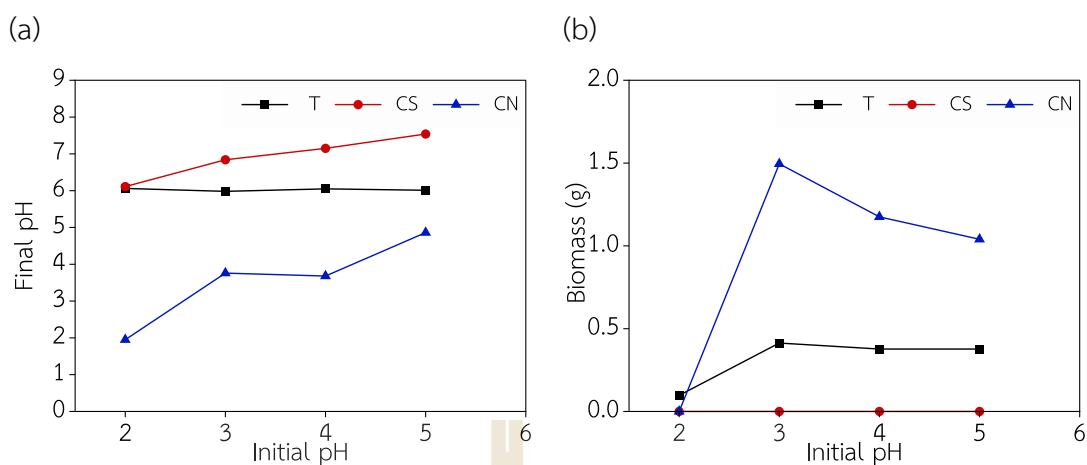 (a)
T CS CN
9
8
7
6
5
4
3
2
1
0
2 3 4 5 6
Final pH
Initial pH
(b)
T CS CN
2.0
1.5
1.0
0.5
0.0
2 3 4 5 6
Biomass (g)
Initial pH